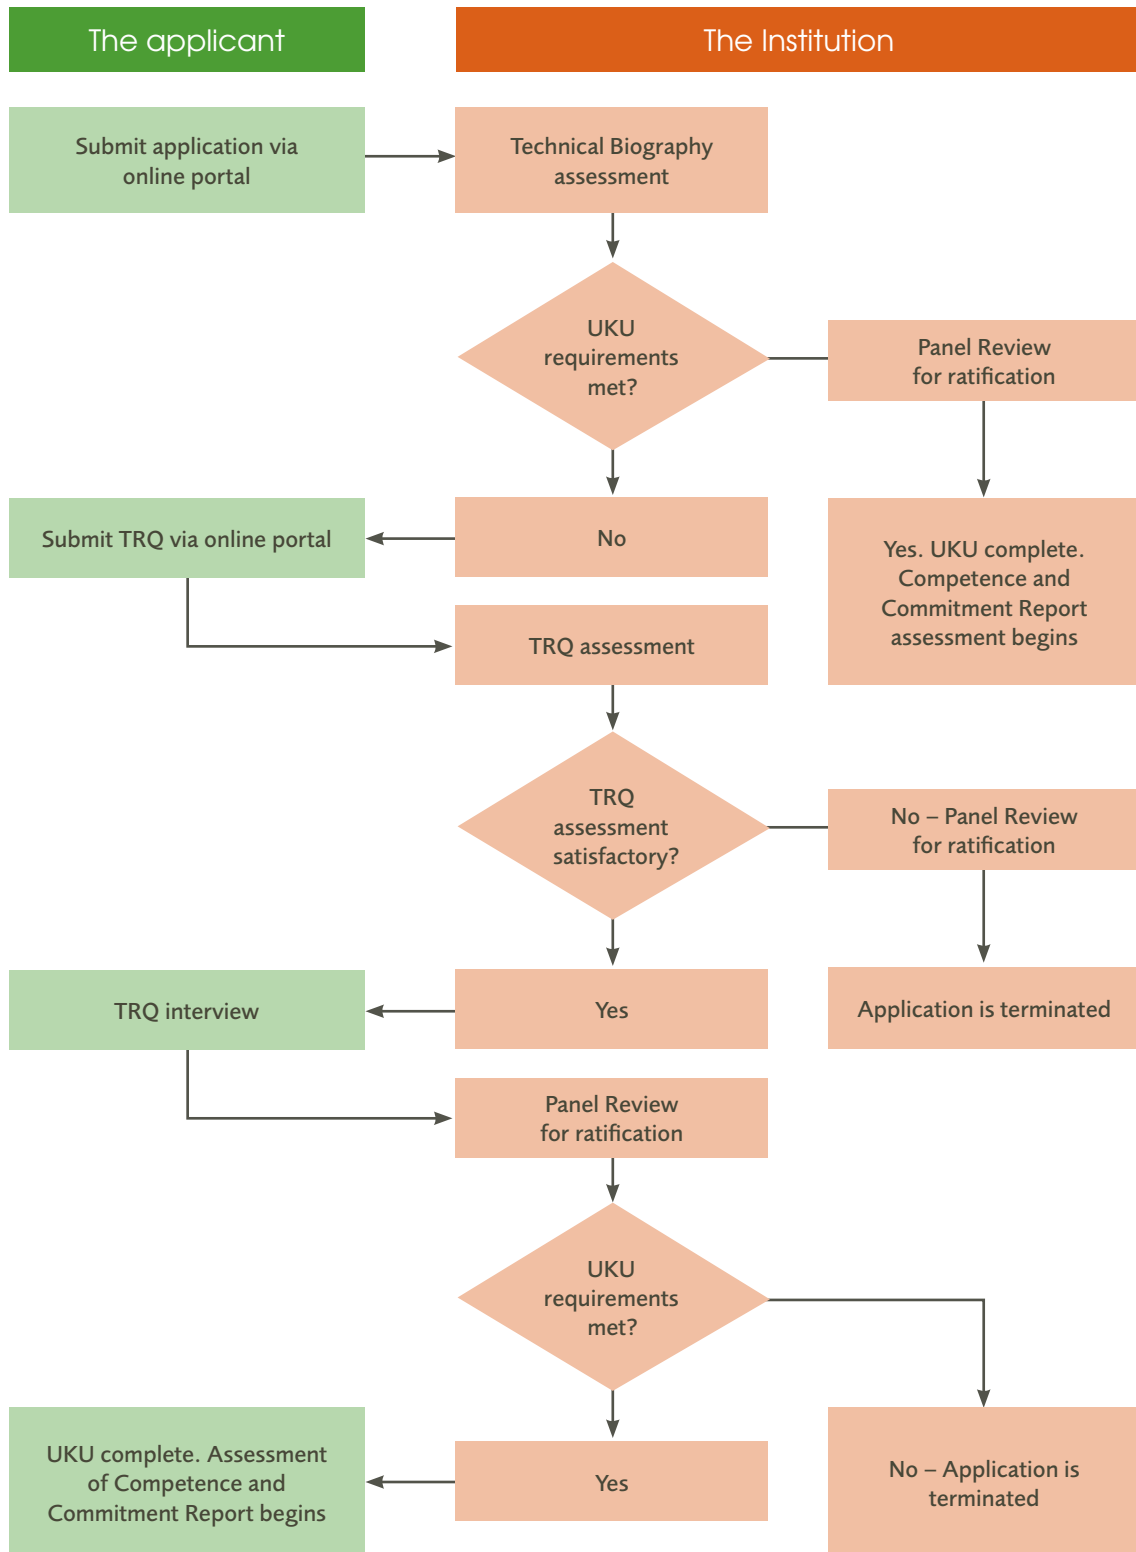 The applicant
The Institution
Submit application via
online portal
Technical Biography
assessment
UKU
requirements
met?
Panel Review
for ratification
Submit TRQ via online portal
No
Yes. UKU complete.
Competence and
Commitment Report
assessment begins
TRQ assessment
TRQ
assessment
satisfactory?
No – Panel Review
for ratification
TRQ interview
Yes
Application is terminated
Panel Review
for ratification
UKU
requirements
met?
UKU complete. Assessment
of Competence and
Commitment Report begins
Yes
No – Application is
terminated